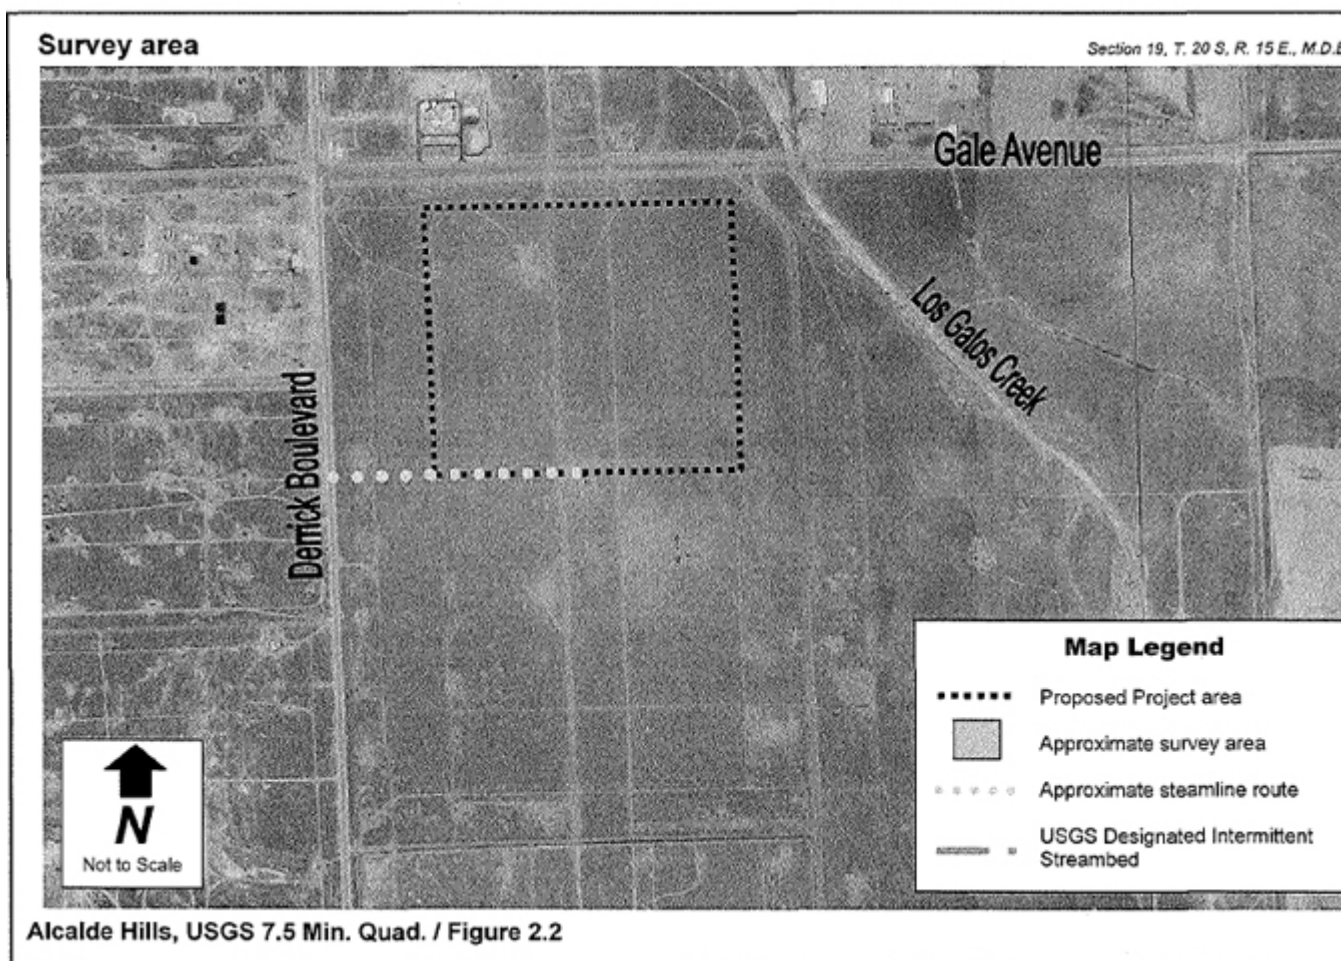 Survey area
Section 19, T. 20 S, R. 15 E., M.D.B
Gale Avenue
Los Gatos Creek
Derrick Boulevard
Map Legend
Proposed Project area
Approximate survey area
Approximate steamline route
USGS Designated Intermittent
Streambed
N
Not to Scale
Alcalde Hills, USGS 7.5 Min. Quad. / Figure 2.2